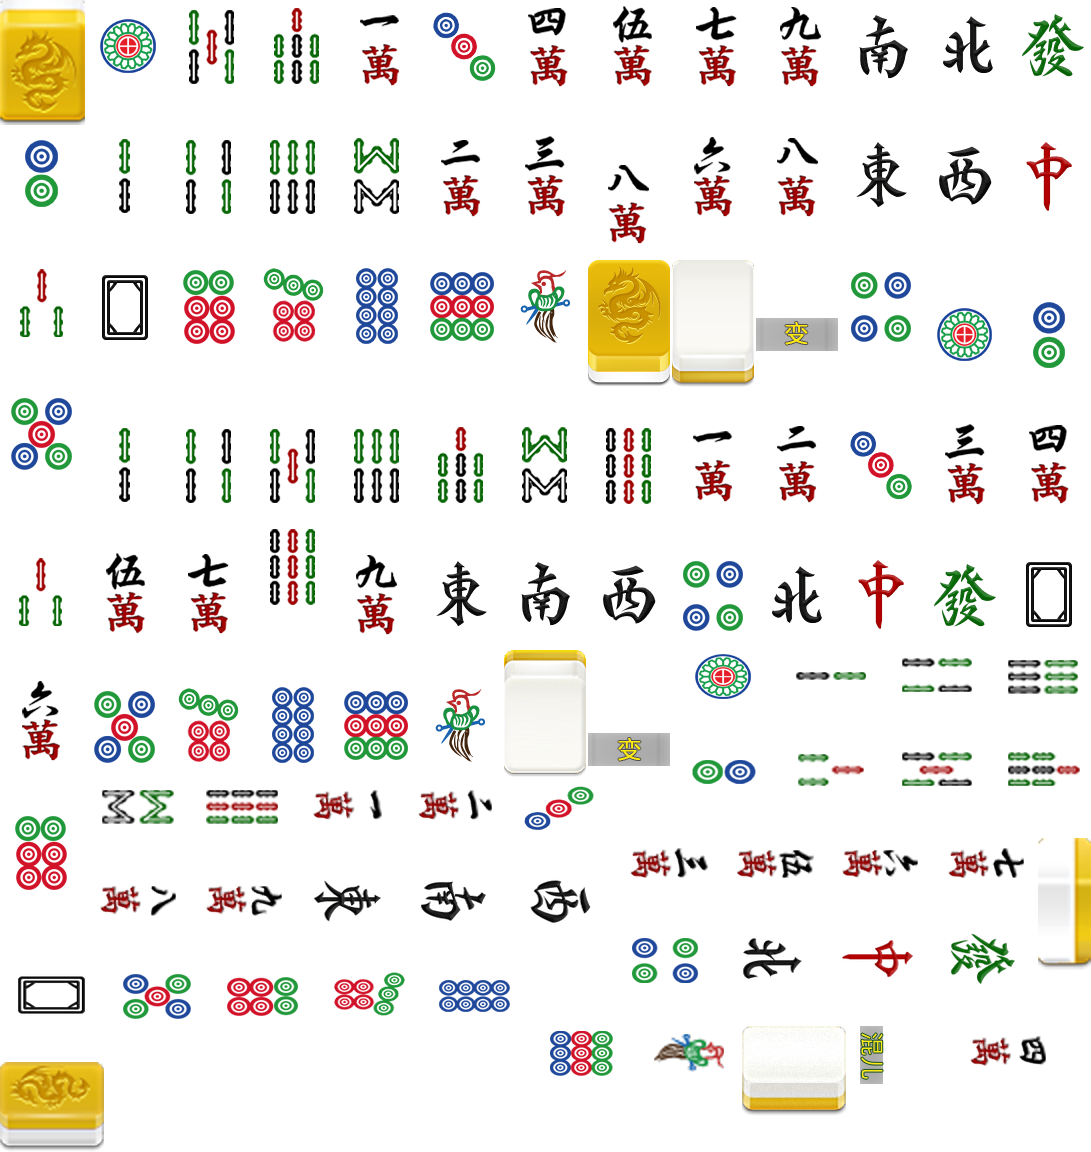 一萬 四萬 伍萬 七萬 九萬 南 北 發
二萬 三萬 八萬 六萬 八萬 東 西 中
变
一萬 二萬 三萬 四萬
伍萬 七萬 九萬 東 南 西 北 中 發
六萬 变
一萬 二萬
三萬 伍萬 六萬 七萬
八萬 九萬 東 南 西
北 中 發
混儿 四萬